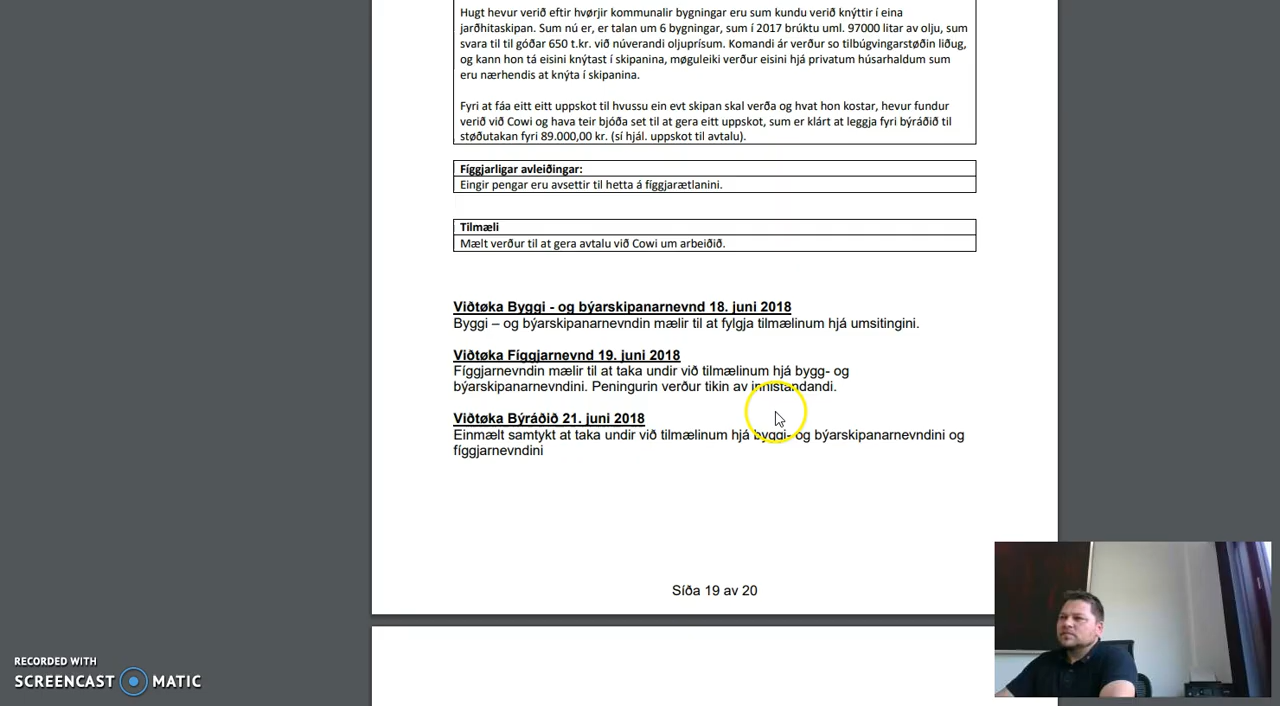 Hugt hevur verið eftir hvørjir kommunalir bygningar eru sum kundu verið knýttir í eina
jarðhitaskipan. Sum nú er, er talan um 6 bygningar, sum í 2017 brúktu uml. 97000 litar av olju, sum
svara til til góðar 650 t.kr. við núverandi oljuprísum. Komandi ár verður so tilbúgvingarstøðin liðug,
og kann hon tá eisini knýtast í skipanina, møguleiki verður eisini hjá privatum húsarhaldum sum
eru nærhendis at knýta í skipanina.
Fyri at fáa eitt eitt uppskot til hvussu ein evt skipan skal verða og hvat hon kostar, hevur fundur
verið við Cowi og hava teir bjóða set til at gera eitt uppskot, sum er klárt at leggja fyri býráðið til
støðutakan fyri 89.000,00 kr. (sí hjál. uppskot til avtalu).
Fíggjarligar avleiðingar:
Eingir pengar eru avsettir til hetta á fíggjarætlanini.
Tilmæli
Mælt verður til at gera avtalu við Cowi um arbeiðið.
Viðtøka Byggi - og býarskipanarnevnd 18. juni 2018
Byggi – og býarskipanarnevndin mælir til at fylgja tilmælinum hjá umsitingini.
Viðtøka Fíggjarnevnd 19. juni 2018
Fíggjarnevndin mælir til at taka undir við tilmælinum hjá bygg- og
býarskipanarnevndini. Peningurin verður tikin av innistandandi.
Viðtøka Býráðið 21. juni 2018
Einmælt samtykt at taka undir við tilmælinum hjá byggi- og býarskipanarnevndini og
fíggjarnevndini
Síða 19 av 20
RECORDED WITH
SCREENCAST MATIC